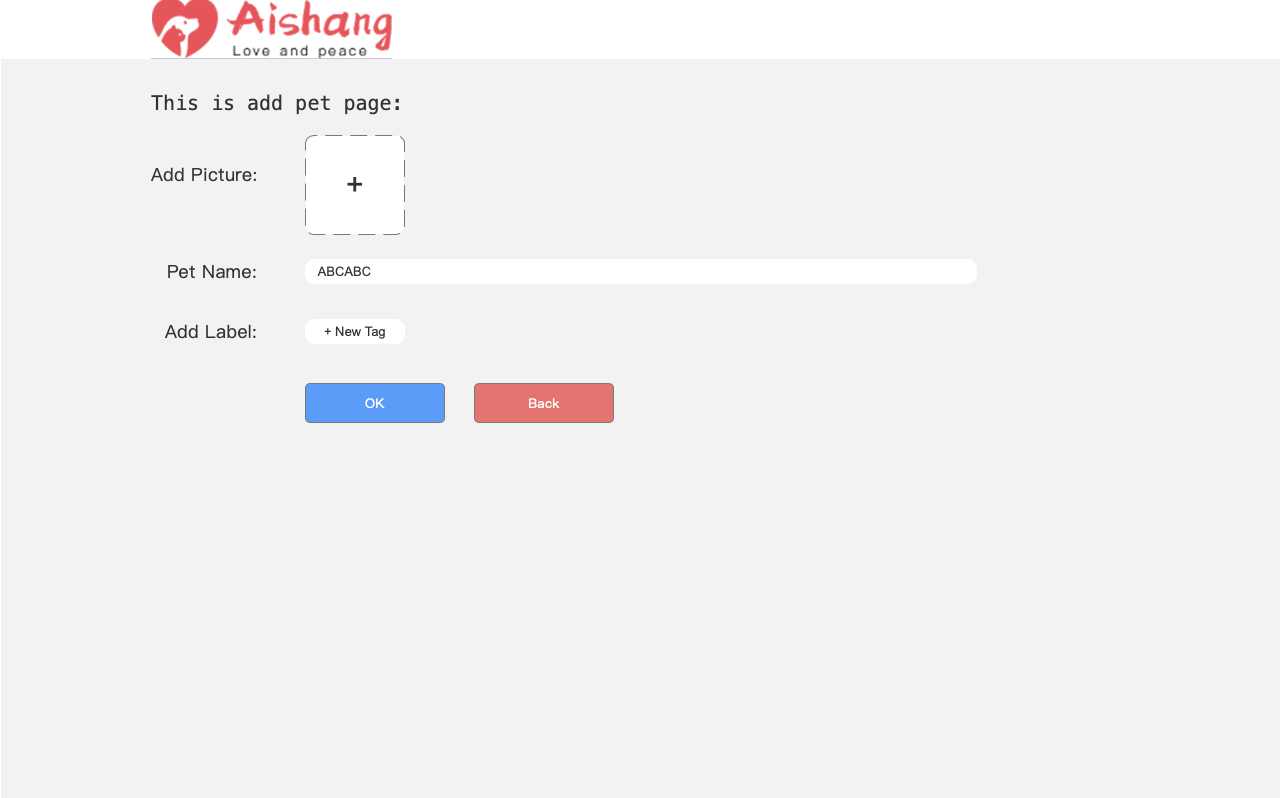 Aishang
Love and peace
This is add pet page:
Add Picture:
+
Pet Name:
ABCABC
Add Label:
+ New Tag
OK
Back